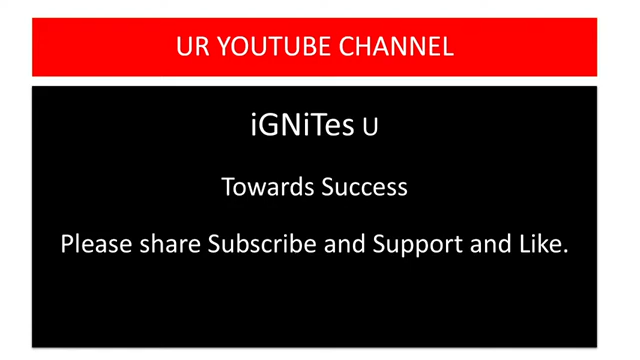 UR YOUTUBE CHANNEL
iGNiTes U
Towards Success
Please share Subscribe and Support and Like.